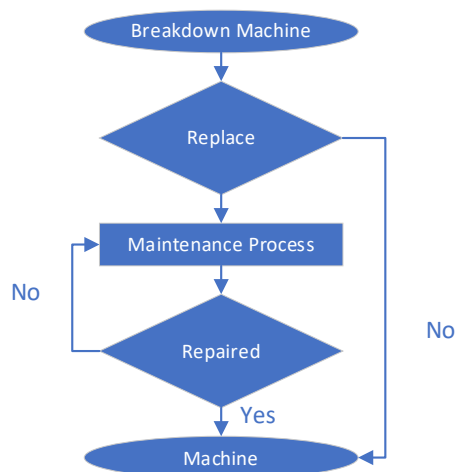 Breakdown Machine
Replace
Maintenance Process
No
No
Repaired
Yes
Machine